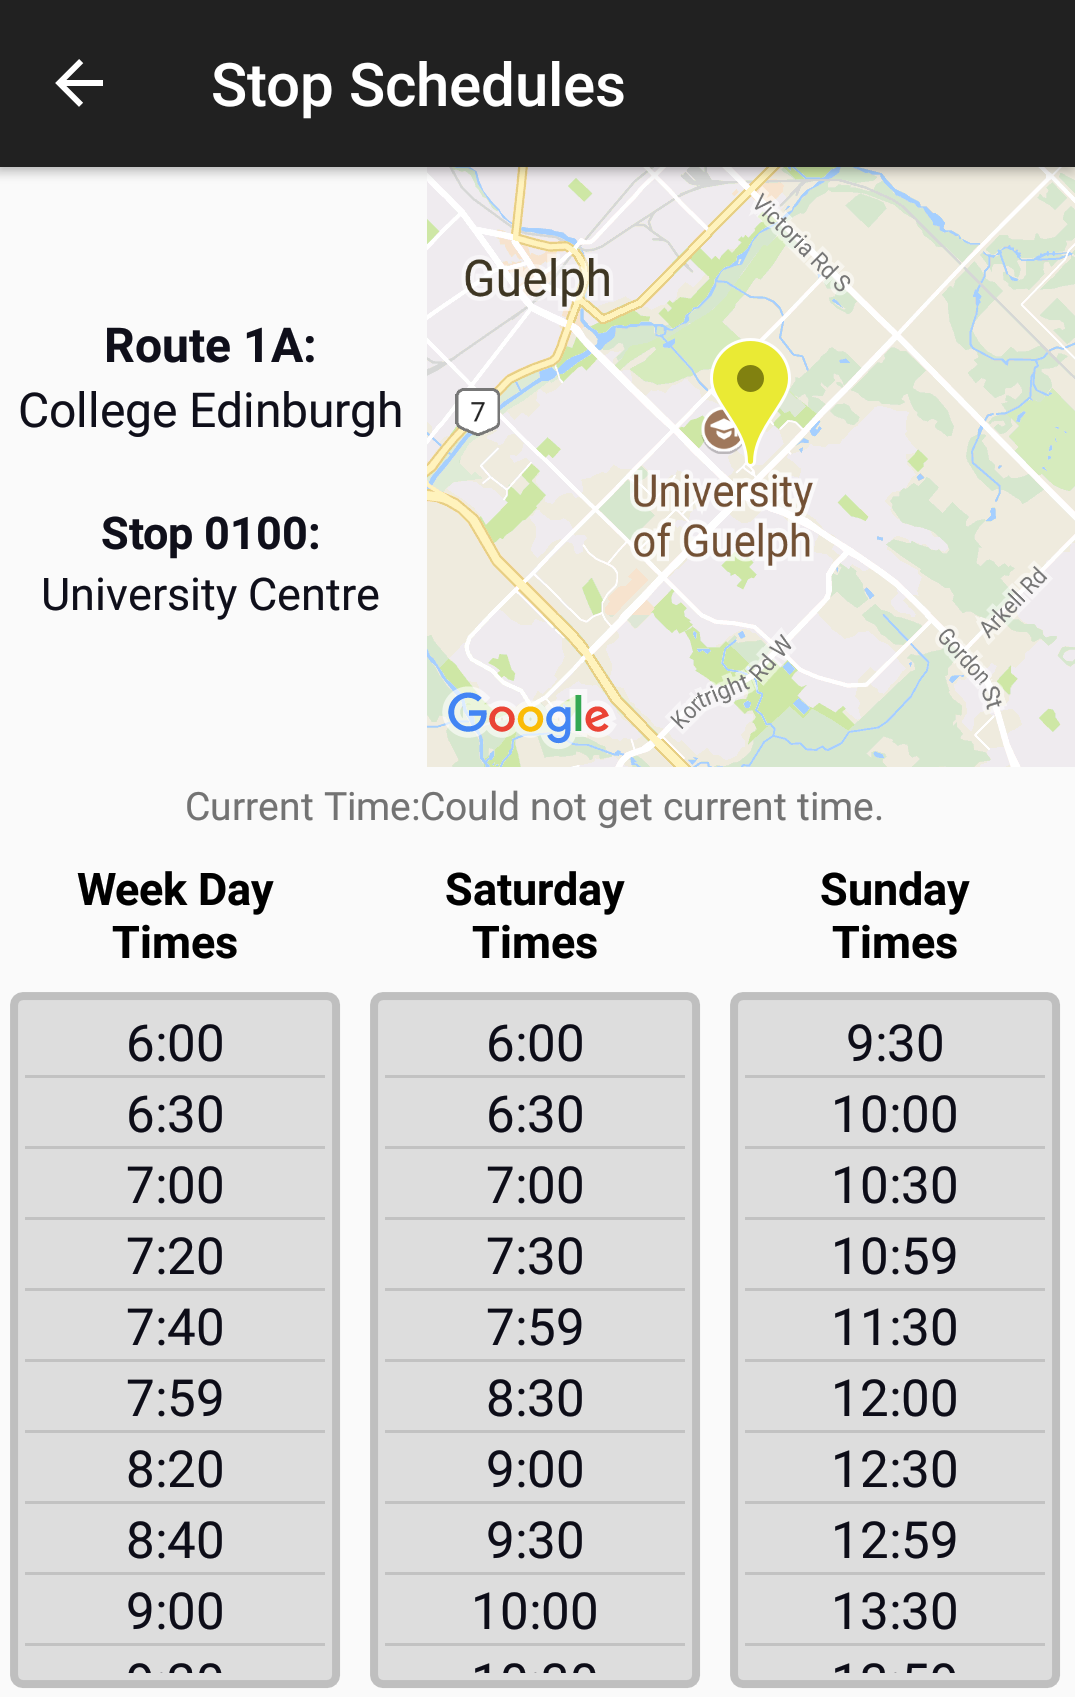 Stop Schedules
Route 1A:
College Edinburgh
Stop 0100:
University Centre
Guelph
Victoria Rd S
7
University
of Guelph
Arkell Rd
Gordon St
Kortright Rd W
Google
Current Time:Could not get current time.
Week Day
Times
Saturday
Times
Sunday
Times
6:00 6:00 9:30
6:30 6:30 10:00
7:00 7:00 10:30
7:20 7:30 10:59
7:40 7:59 11:30
7:59 8:30 12:00
8:20 9:00 12:30
8:40 9:30 12:59
9:00 10:00 13:30